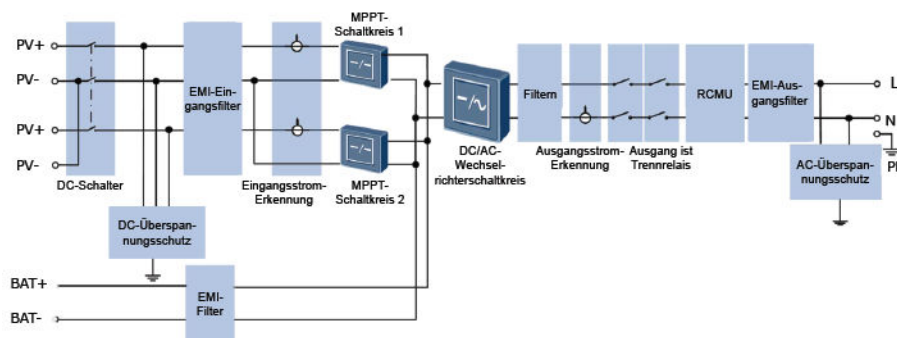 MPPT-
Schaltkreis 1
PV+
PV-
PV+
PV-
DC-Schalter
EMI-Ein-
gangsfilter
Eingangsstrom-
Erkennung
MPPT-
Schaltkreis 2
DC-Überspan-
nungsschutz
BAT+
BAT-
EMI-
Filter
DC/AC-
Wechsel-
richterschaltkreis
Filtern
Ausgangsstrom-
Erkennung
Ausgang ist
Trennrelais
RCMU
EMI-Aus-
gangsfilter
L
N
AC-Überspan-
nungsschutz